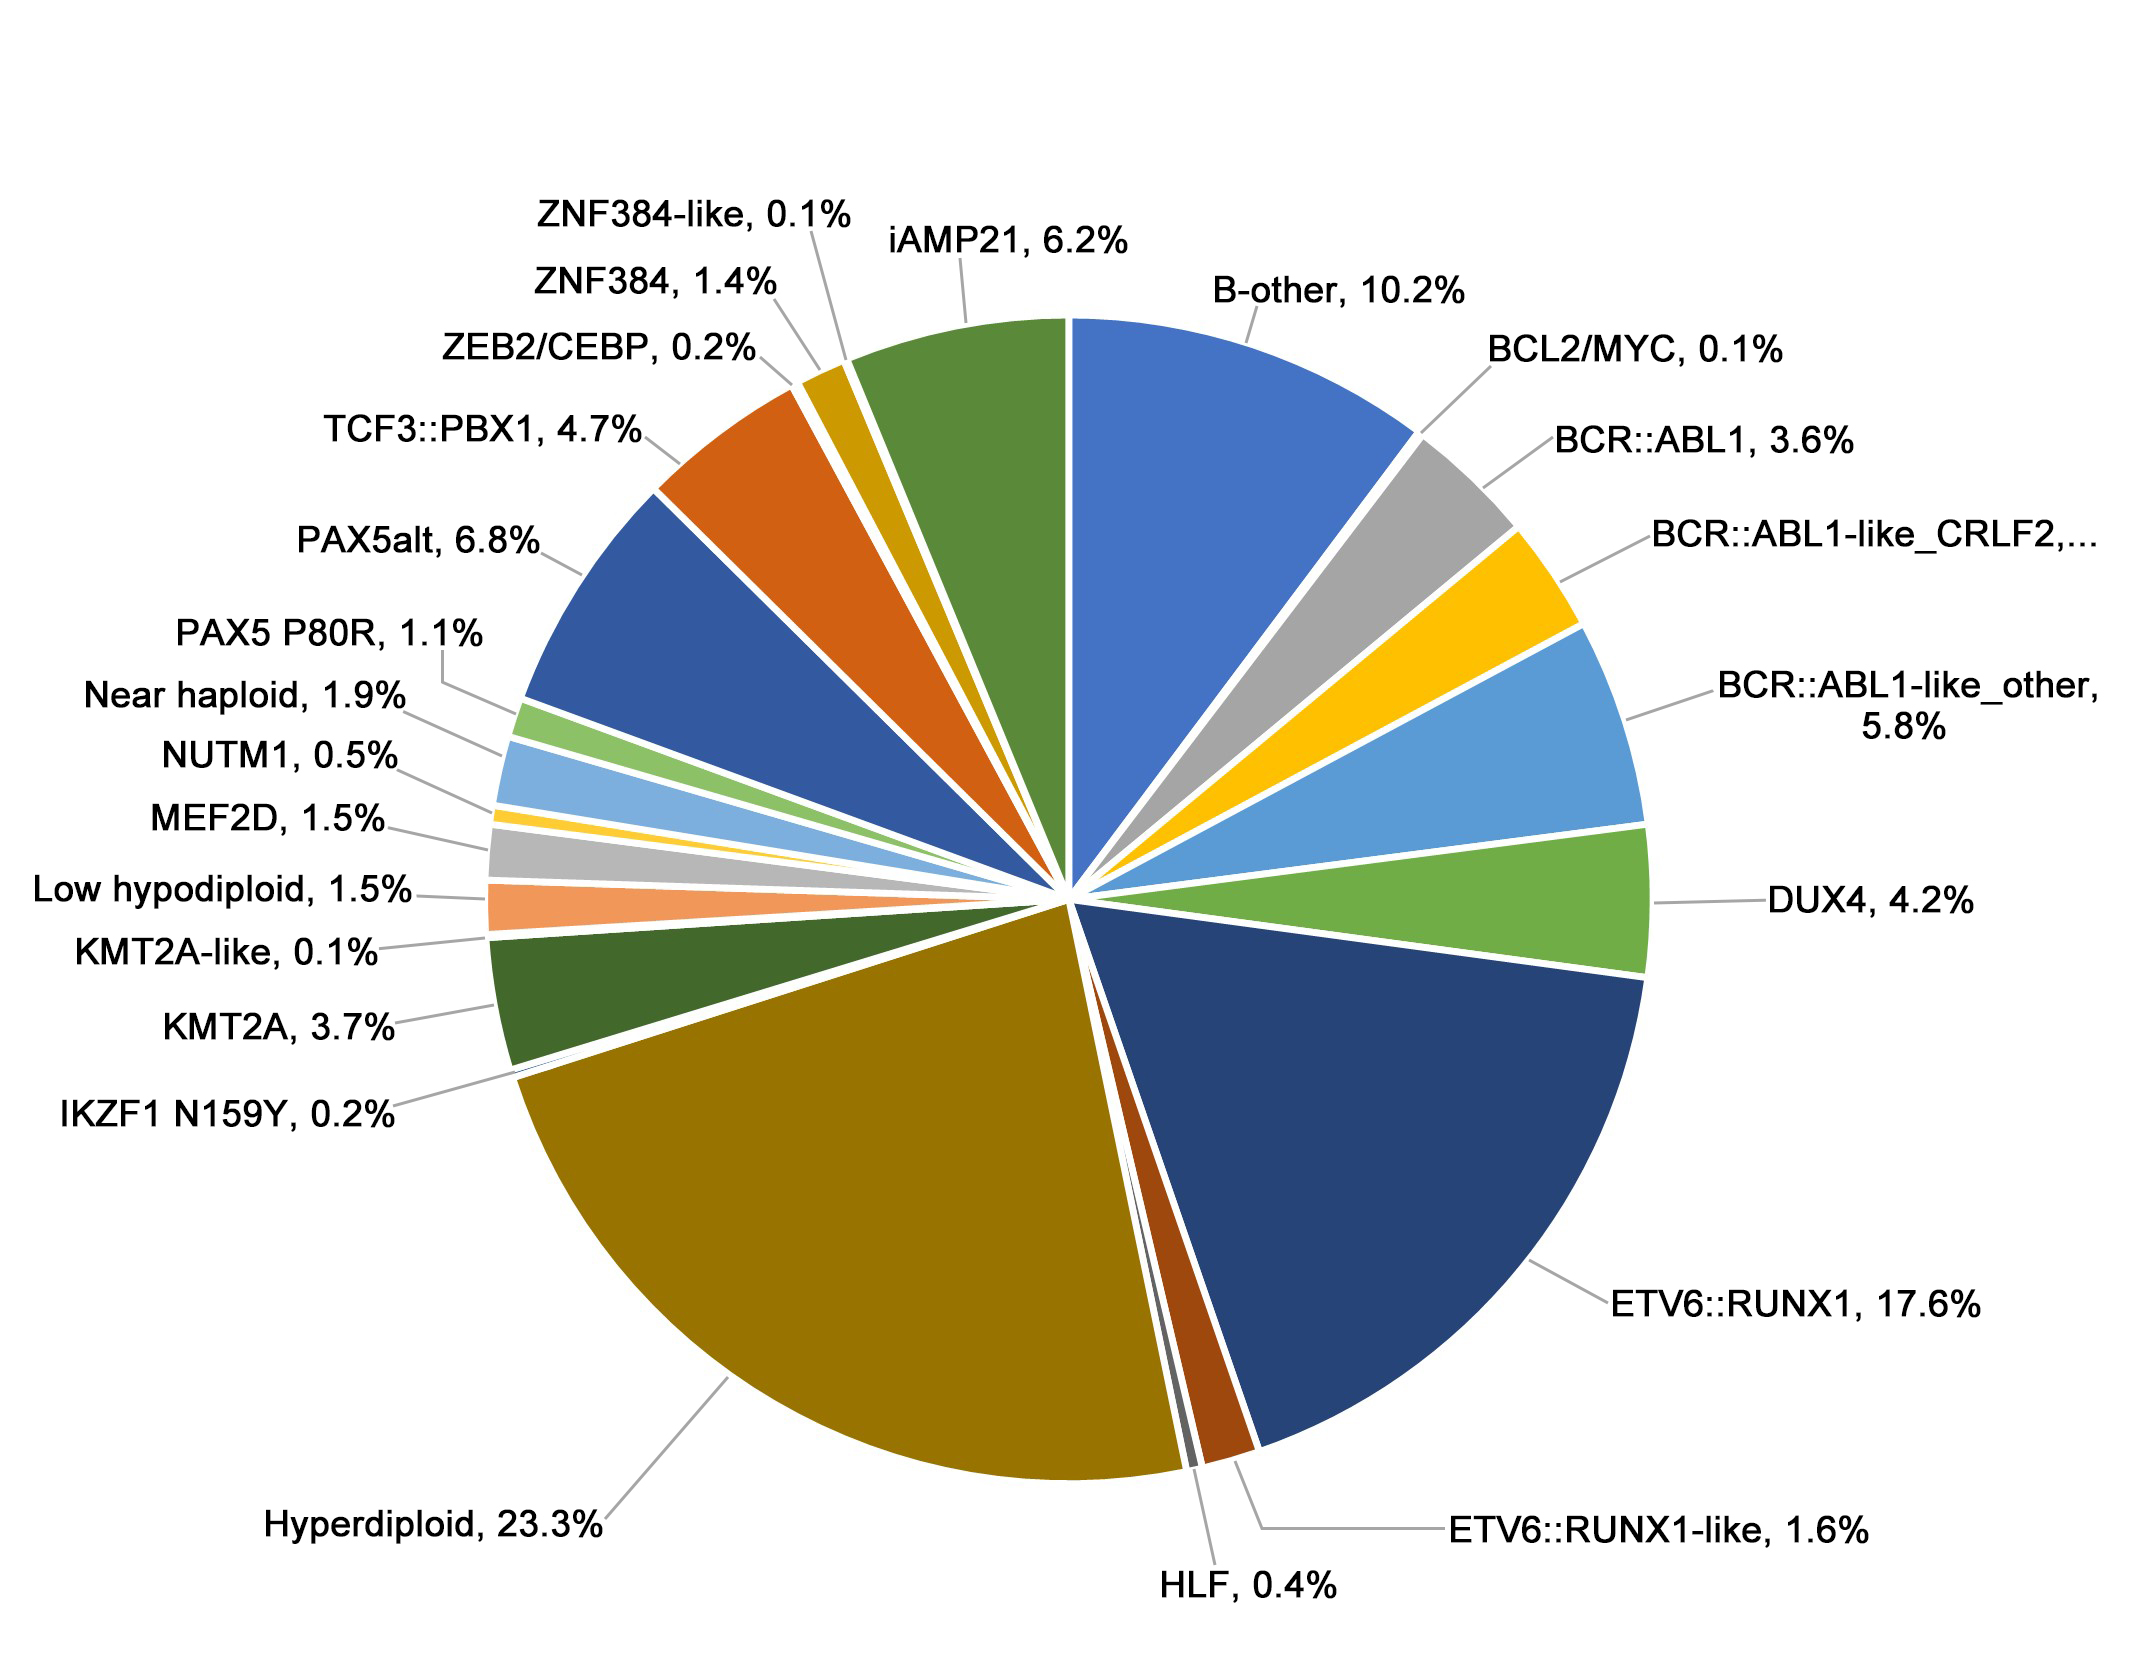 ZNF384-like, 0.1%
iAMP21, 6.2%
ZNF384, 1.4%
B-other, 10.2%
ZEB2/CEBP, 0.2%
BCL2/MYC, 0.1%
TCF3::PBX1, 4.7%
BCR::ABL1, 3.6%
PAX5alt, 6.8%
BCR::ABL1-like_CRLF2,...
PAX5 P80R, 1.1%
BCR::ABL1-like_other,
5.8%
Near haploid, 1.9%
NUTM1, 0.5%
MEF2D, 1.5%
Low hypodiploid, 1.5%
DUX4, 4.2%
KMT2A-like, 0.1%
KMT2A, 3.7%
IKZF1 N159Y, 0.2%
ETV6::RUNX1, 17.6%
Hyperdiploid, 23.3%
ETV6::RUNX1-like, 1.6%
HLF, 0.4%